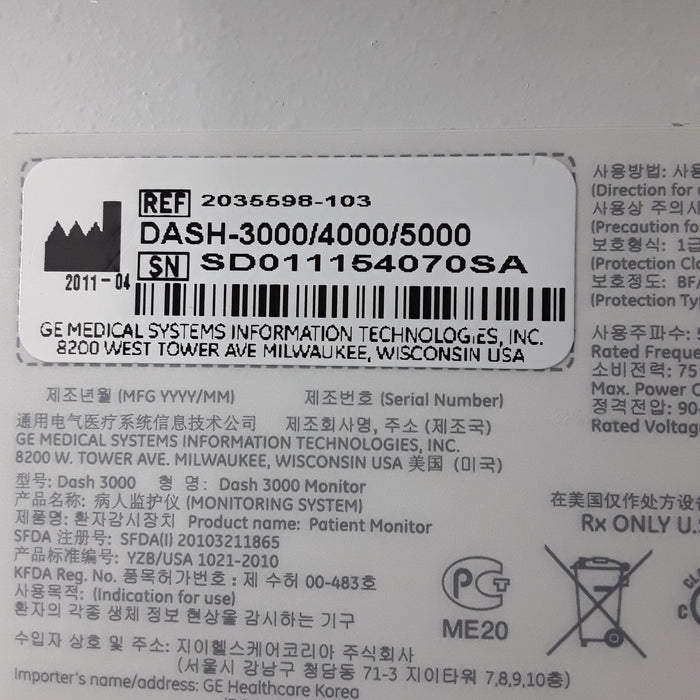 REF 2035598-103
DASH-3000/4000/5000
SN SD011154070SA
2011-04
GE MEDICAL SYSTEMS INFORMATION TECHNOLOGIES, INC.
8200 WEST TOWER AVE MILWAUKEE, WISCONSIN USA
제조년월 (MFG YYYY/MM) 제조번호 (Serial Number)
通用电气医疗系统信息技术公司 제조회사명, 주소 (제조국)
GE MEDICAL SYSTEMS INFORMATION TECHNOLOGIES, INC.
8200 W. TOWER AVE. MILWAUKEE, WISCONSIN USA 美国 (미국)
型号: Dash 3000 형 명: Dash 3000 Monitor
产品名称: 病人监护仪 (MONITORING SYSTEM)
제품명: 환자감시장치 Product name: Patient Monitor
SFDA 注册号: SFDA(I) 20103211865
产品标准编号: YZB/USA 1021-2010
KFDA Reg. No. 품목허가번호 : 제 수허 00-483호
사용목적: (Indication for use)
환자의 각종 생체 정보 현상을 감시하는 기구
수입자 상호 및 주소: 지이헬스케어코리아 주식회사
(서울시 강남구 청담동 71-3 지이타워 7,8,9,10층)
Importer's name/address: GE Healthcare Korea
사용방법: 사용
(Direction for
사용상 주의사
(Precaution fo
보호형식: 1급
(Protection Cla
보호정도: BF/
(Protection Ty
사용주파수:
Rated Freque
소비전력: 75
Max. Power C
정격전압: 90-
Rated Voltag
在美国仅作处方设
Rx ONLY U.
ME20